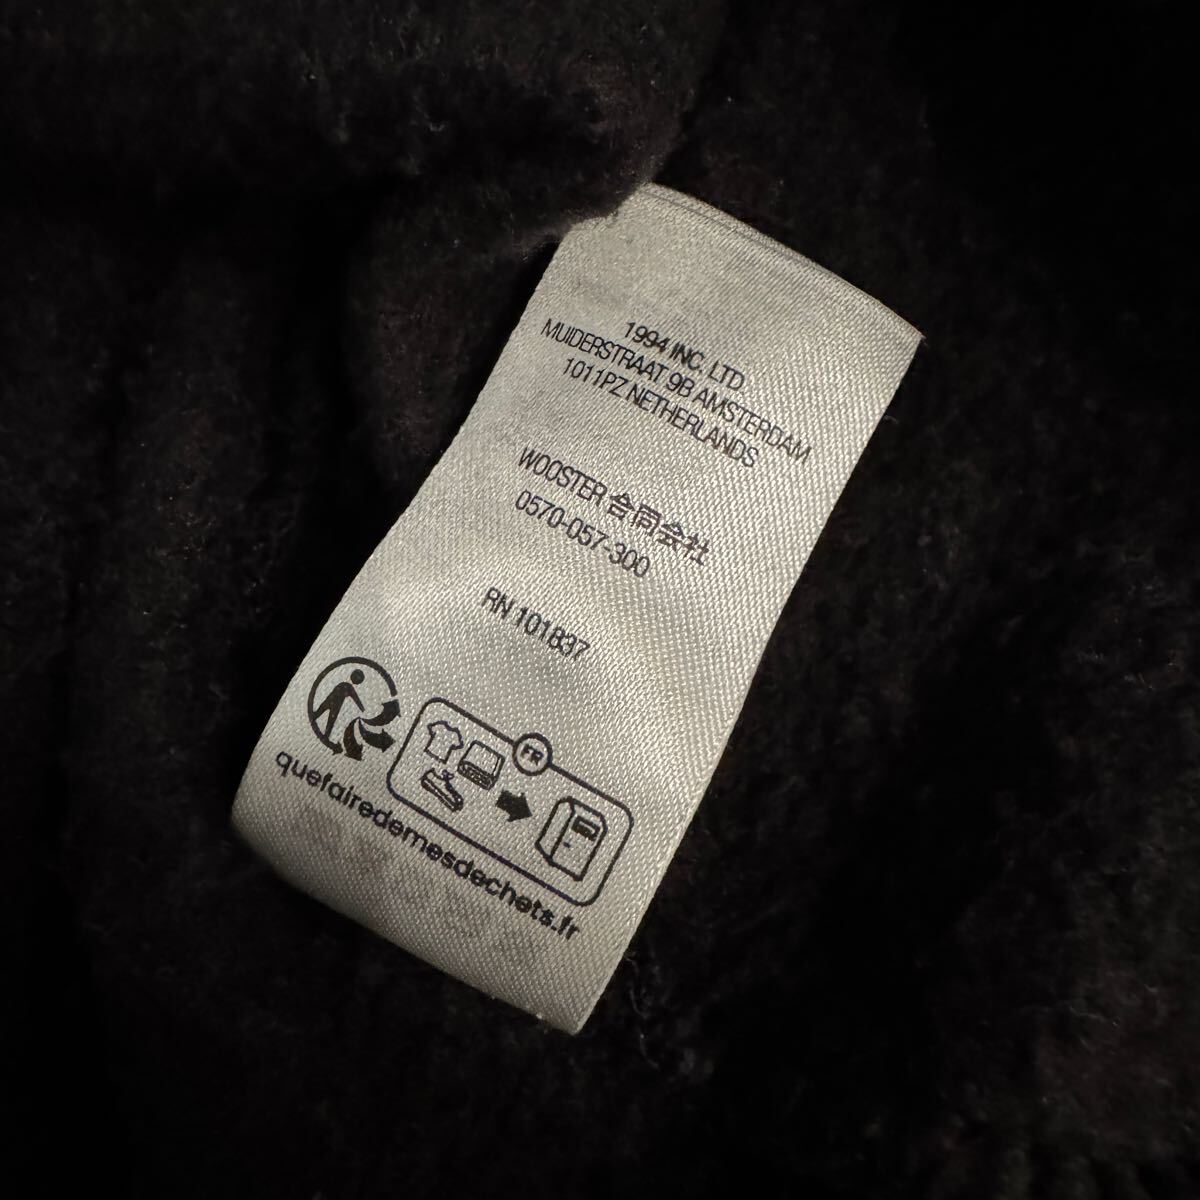 1994 INC. LTD.
MUIDERSTRAAT 9B AMSTERDAM
1011PZ NETHERLANDS
WOOSTER 合同会社
0570-057-300
RN 101837
FR
quefairedemesdechets.fr